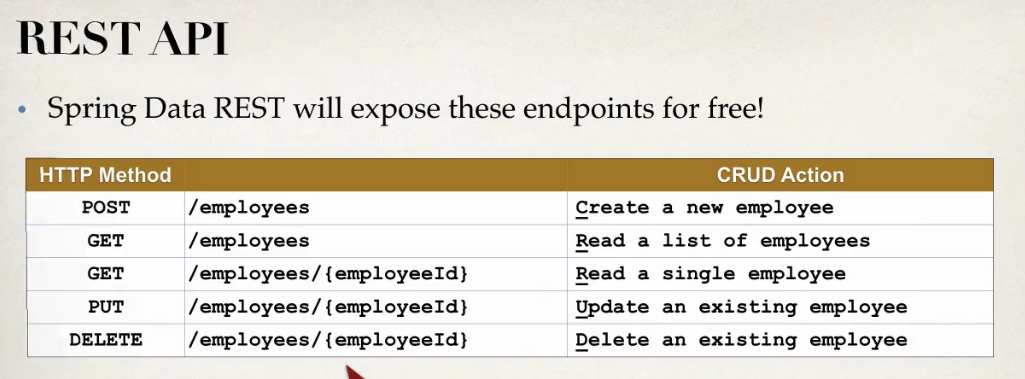 REST API
• Spring Data REST will expose these endpoints for free!
HTTP Method CRUD Action
POST /employees Create a new employee
GET /employees Read a list of employees
GET /employees/{employeeId} Read a single employee
PUT /employees/{employeeId} Update an existing employee
DELETE /employees/{employeeId} Delete an existing employee